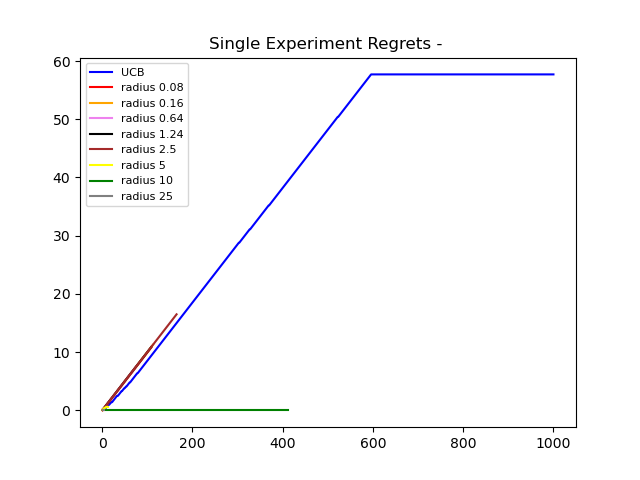 Single Experiment Regrets -
60
50
40
30
20
10
0
UCB
radius 0.08
radius 0.16
radius 0.64
radius 1.24
radius 2.5
radius 5
radius 10
radius 25
0 200 400 600 800 1000